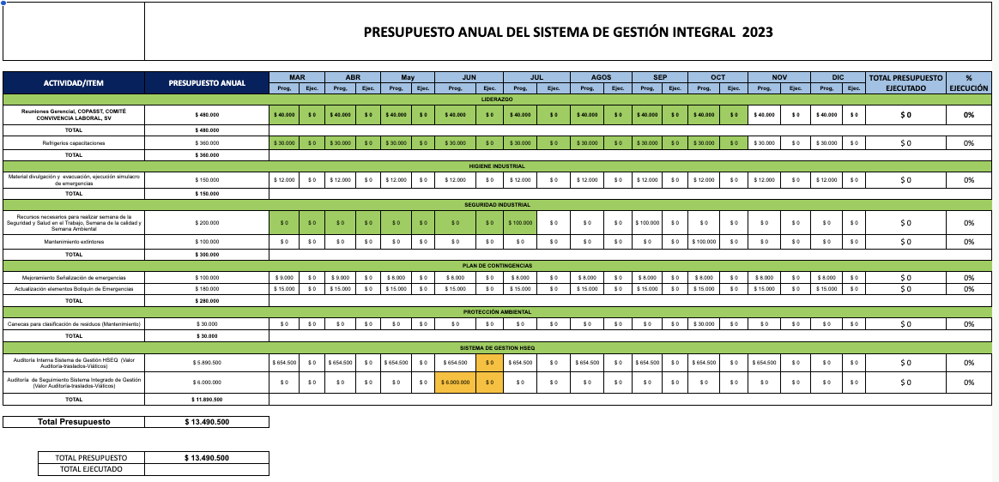 PRESUPUESTO ANUAL DEL SISTEMA DE GESTIÓN INTEGRAL 2023
ACTIVIDAD/ITEM PRESUPUESTO ANUAL MAR ABR May JUN JUL AGOS SEP OCT NOV DIC TOTAL PRESUPUESTO EJECUTADO % EJECUCIÓN
Prog, Ejec. Prog, Ejec. Prog, Ejec. Prog, Ejec. Prog, Ejec. Prog, Ejec. Prog, Ejec. Prog, Ejec. Prog, Ejec. Prog, Ejec.
LIDERAZGO
Reuniones Gerencial, COPASST, COMITÉ CONVIVENCIA LABORAL, SV $ 480.000 $ 40.000 $ 0 $ 40.000 $ 0 $ 40.000 $ 0 $ 40.000 $ 0 $ 40.000 $ 0 $ 40.000 $ 0 $ 40.000 $ 0 $ 40.000 $ 0 $ 40.000 $ 0 $ 40.000 $ 0 $ 0 0%
TOTAL $ 480.000
Refrigerios capacitaciones $ 360.000 $ 30.000 $ 0 $ 30.000 $ 0 $ 30.000 $ 0 $ 30.000 $ 0 $ 30.000 $ 0 $ 30.000 $ 0 $ 30.000 $ 0 $ 30.000 $ 0 $ 30.000 $ 0 $ 30.000 $ 0 $ 0 0%
TOTAL $ 360.000
HIGIENE INDUSTRIAL
Material divulgación y evacuación, ejecución simulacro de emergencias $ 150.000 $ 12.000 $ 0 $ 12.000 $ 0 $ 12.000 $ 0 $ 12.000 $ 0 $ 12.000 $ 0 $ 12.000 $ 0 $ 12.000 $ 0 $ 12.000 $ 0 $ 12.000 $ 0 $ 12.000 $ 0 $ 0 0%
TOTAL $ 150.000
SEGURIDAD INDUSTRIAL
Recursos necesarios para realizar semana de la Seguridad y Salud en el Trabajo, Semana de la calidad y Semana Ambiental $ 200.000 $ 0 $ 0 $ 0 $ 0 $ 0 $ 0 $ 0 $ 0 $ 100.000 $ 0 $ 0 $ 0 $ 100.000 $ 0 $ 0 $ 0 $ 0 $ 0 $ 0 $ 0 $ 0 0%
Mantenimiento extintores $ 100.000 $ 0 $ 0 $ 0 $ 0 $ 0 $ 0 $ 0 $ 0 $ 0 $ 0 $ 0 $ 0 $ 0 $ 0 $ 100.000 $ 0 $ 0 $ 0 $ 0 $ 0 $ 0 0%
TOTAL $ 300.000
PLAN DE CONTINGENCIAS
Mejoramiento Señalización de emergencias $ 100.000 $ 9.000 $ 0 $ 9.000 $ 0 $ 8.000 $ 0 $ 8.000 $ 0 $ 8.000 $ 0 $ 8.000 $ 0 $ 8.000 $ 0 $ 8.000 $ 0 $ 8.000 $ 0 $ 8.000 $ 0 $ 0 0%
Actualización elementos Botiquín de Emergencias $ 180.000 $ 15.000 $ 0 $ 15.000 $ 0 $ 15.000 $ 0 $ 15.000 $ 0 $ 15.000 $ 0 $ 15.000 $ 0 $ 15.000 $ 0 $ 15.000 $ 0 $ 15.000 $ 0 $ 15.000 $ 0 $ 0 0%
TOTAL $ 280.000
PROTECCIÓN AMBIENTAL
Canecas para clasificación de residuos (Mantenimiento) $ 30.000 $ 0 $ 0 $ 0 $ 0 $ 0 $ 0 $ 0 $ 0 $ 0 $ 0 $ 0 $ 0 $ 0 $ 0 $ 30.000 $ 0 $ 0 $ 0 $ 0 $ 0 $ 0 0%
TOTAL $ 30.000
SISTEMA DE GESTION HSEQ
Auditoría Interna Sistema de Gestión HSEQ (Valor Auditoría-traslados-Viáticos) $ 5.890.500 $ 654.500 $ 0 $ 654.500 $ 0 $ 654.500 $ 0 $ 654.500 $ 0 $ 654.500 $ 0 $ 654.500 $ 0 $ 654.500 $ 0 $ 654.500 $ 0 $ 654.500 $ 0 $ 0 $ 0 $ 0 0%
Auditoría de Seguimiento Sistema Integrado de Gestión (Valor Auditoría-traslados-Viáticos) $ 6.000.000 $ 0 $ 0 $ 0 $ 0 $ 0 $ 0 $ 6.000.000 $ 0 $ 0 $ 0 $ 0 $ 0 $ 0 $ 0 $ 0 $ 0 $ 0 $ 0 $ 0 $ 0 $ 0 0%
TOTAL $ 11.890.500
Total Presupuesto $ 13.490.500
TOTAL PRESUPUESTO $ 13.490.500
TOTAL EJECUTADO